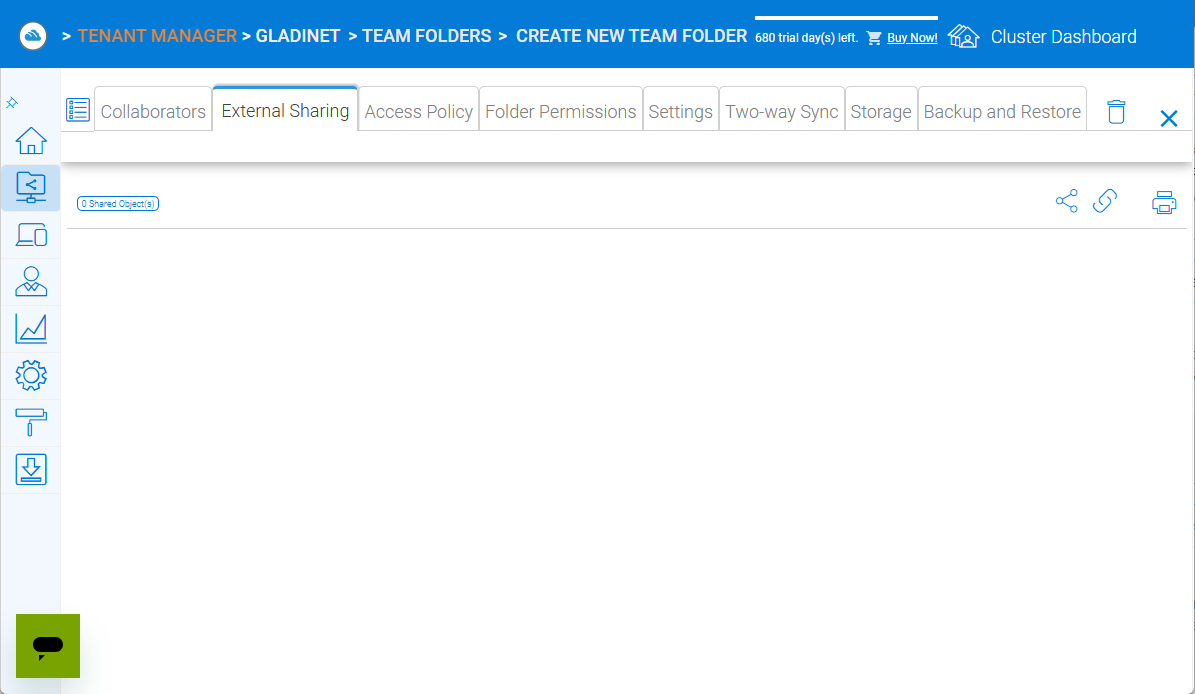 > TENANT MANAGER > GLADINET > TEAM FOLDERS > CREATE NEW TEAM FOLDER 680 trial day(s) left. Buy Now! Cluster Dashboard
Collaborators External Sharing Access Policy Folder Permissions Settings Two-way Sync Storage Backup and Restore
0 Shared Object(s)